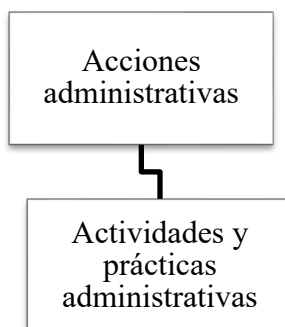 Acciones
administrativas
Actividades y
prácticas
administrativas